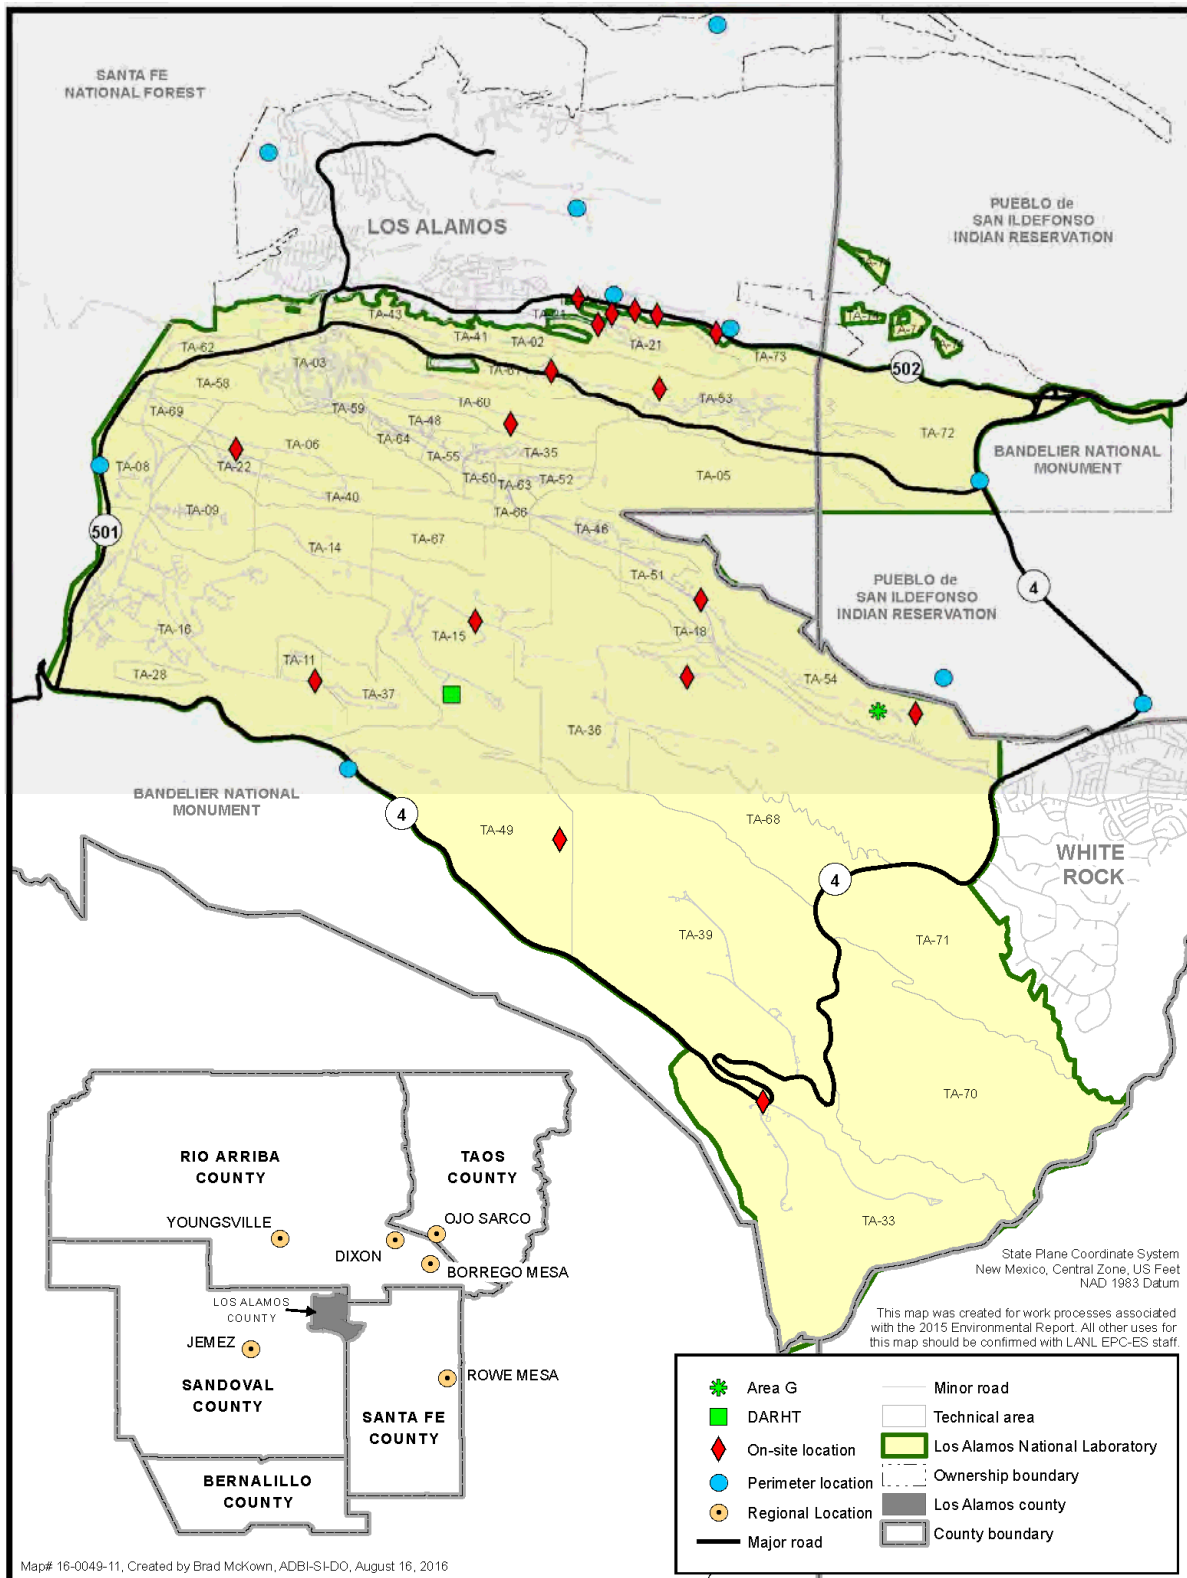 SANTA FE
NATIONAL FOREST
LOS ALAMOS
PUEBLO de
SAN ILDEFONSO
INDIAN RESERVATION
TA-74
TA-43
TA-41
TA-02
TA-21
TA-73
TA-62
TA-03
TA-61
502
TA-58
TA-53
TA-69
TA-59
TA-60
TA-48
TA-72
TA-06
TA-64
TA-55
TA-35
BANDELIER NATIONAL
MONUMENT
TA-08
TA-22
TA-50
TA-63
TA-52
TA-05
TA-40
TA-09
TA-66
501
TA-46
TA-14
TA-67
TA-51
PUEBLO de
SAN ILDEFONSO
INDIAN RESERVATION
4
TA-16
TA-15
TA-18
TA-11
TA-28
TA-37
TA-54
TA-36
BANDELIER NATIONAL
MONUMENT
4
TA-49
TA-68
WHITE
ROCK
4
TA-39
TA-71
TA-70
TA-33
RIO ARRIBA
COUNTY
TAOS
COUNTY
YOUNGSVILLE
OJO SARCO
DIXON
BORREGO MESA
LOS ALAMOS
COUNTY
JEMEZ
ROWE MESA
SANDOVAL
COUNTY
SANTA FE
COUNTY
BERNALILLO
COUNTY
State Plane Coordinate System
New Mexico, Central Zone, US Feet
NAD 1983 Datum
This map was created for work processes associated
with the 2015 Environmental Report. All other uses for
this map should be confirmed with LANL EPC-ES staff.
Area G
DARHT
On-site location
Perimeter location
Regional Location
Major road
Minor road
Technical area
Los Alamos National Laboratory
Ownership boundary
Los Alamos county
County boundary
Map# 16-0049-11, Created by Brad McKown, ADBI-SI-DO, August 16, 2016